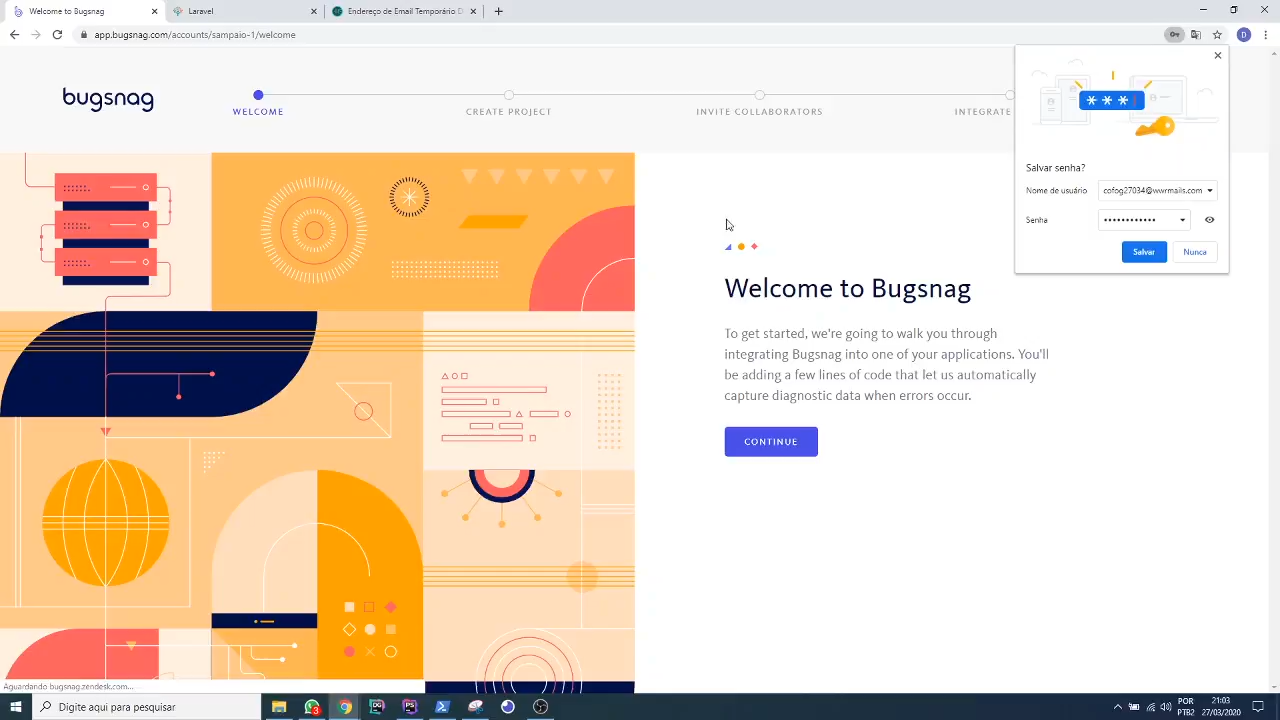 Welcome to Bugsnag
Laravel
Endereço de Email Temporário D
app.bugsnag.com/accounts/sampaio-1/welcome
D
bugsnag
WELCOME
CREATE PROJECT
INVITE COLLABORATORS
INTEGRATE
***
Salvar senha?
Nome de usuário
cofog27034@wwrmails.com
Senha
••••••••••••
Salvar
Nunca
Welcome to Bugsnag
To get started, we're going to walk you through
integrating Bugsnag into one of your applications. You'll
be adding a few lines of code that let us automatically
capture diagnostic data when errors occur.
CONTINUE
Aguardando bugsnag.zendesk.com...
Digite aqui para pesquisar
3
POR
PTB2
21:03
27/03/2020